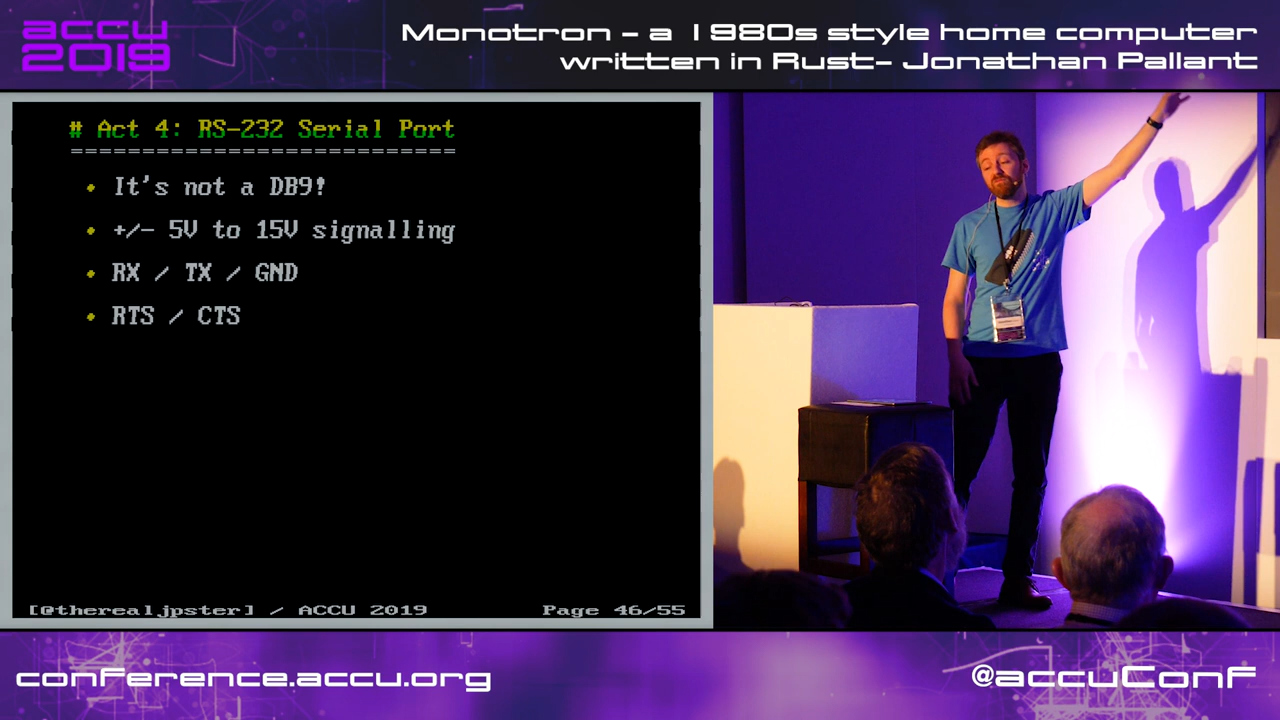 accu
2019
Monotron - a 1980s style home computer
written in Rust- Jonathan Pallant
# Act 4: RS-232 Serial Port
===========================
• It's not a DB9!
• +/- 5V to 15V signalling
• RX / TX / GND
• RTS / CTS
[@therealjpster] / ACCU 2019
Page 46/55
conference.accu.org
@accuConf